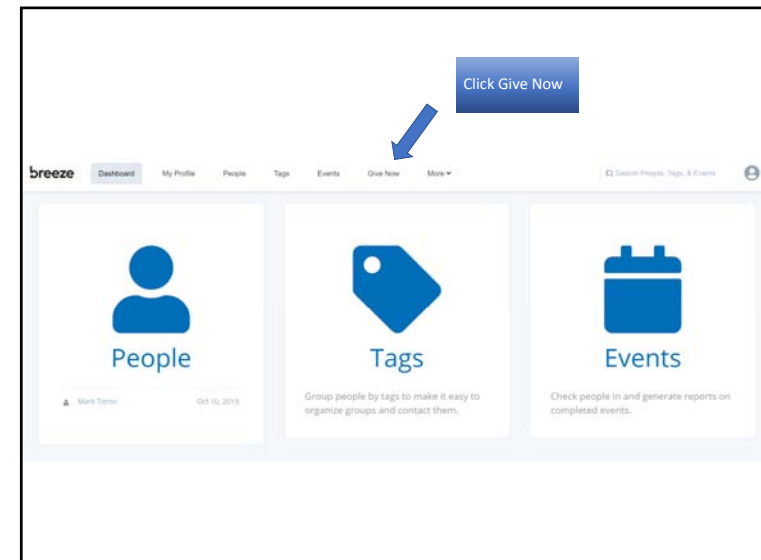 Click Give Now
breeze Dashboard My Profile People Tags Events Give Now More Search People, Tags, & Events
People
Mark Torno Oct 10, 2019
Tags
Group people by tags to make it easy to
organize groups and contact them.
Events
Check people in and generate reports on
completed events.